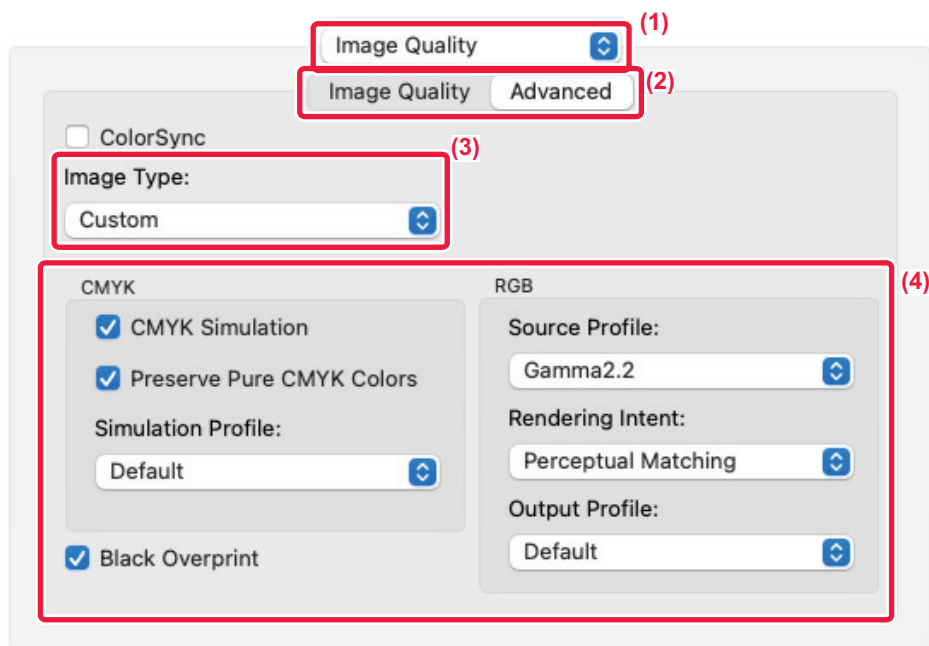 Image Quality
(1)
Image Quality Advanced
(2)
ColorSync
(3)
Image Type:
Custom
(4)
CMYK
CMYK Simulation
Preserve Pure CMYK Colors
Simulation Profile:
Default
Black Overprint
RGB
Source Profile:
Gamma2.2
Rendering Intent:
Perceptual Matching
Output Profile:
Default